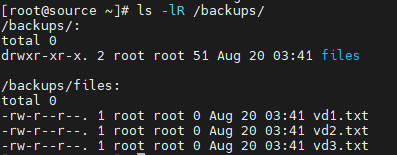 [root@source ~]# ls -lR /backups/
/backups/:
total 0
drwxr-xr-x. 2 root root 51 Aug 20 03:41 files

/backups/files:
total 0
-rw-r--r--. 1 root root 0 Aug 20 03:41 vd1.txt
-rw-r--r--. 1 root root 0 Aug 20 03:41 vd2.txt
-rw-r--r--. 1 root root 0 Aug 20 03:41 vd3.txt